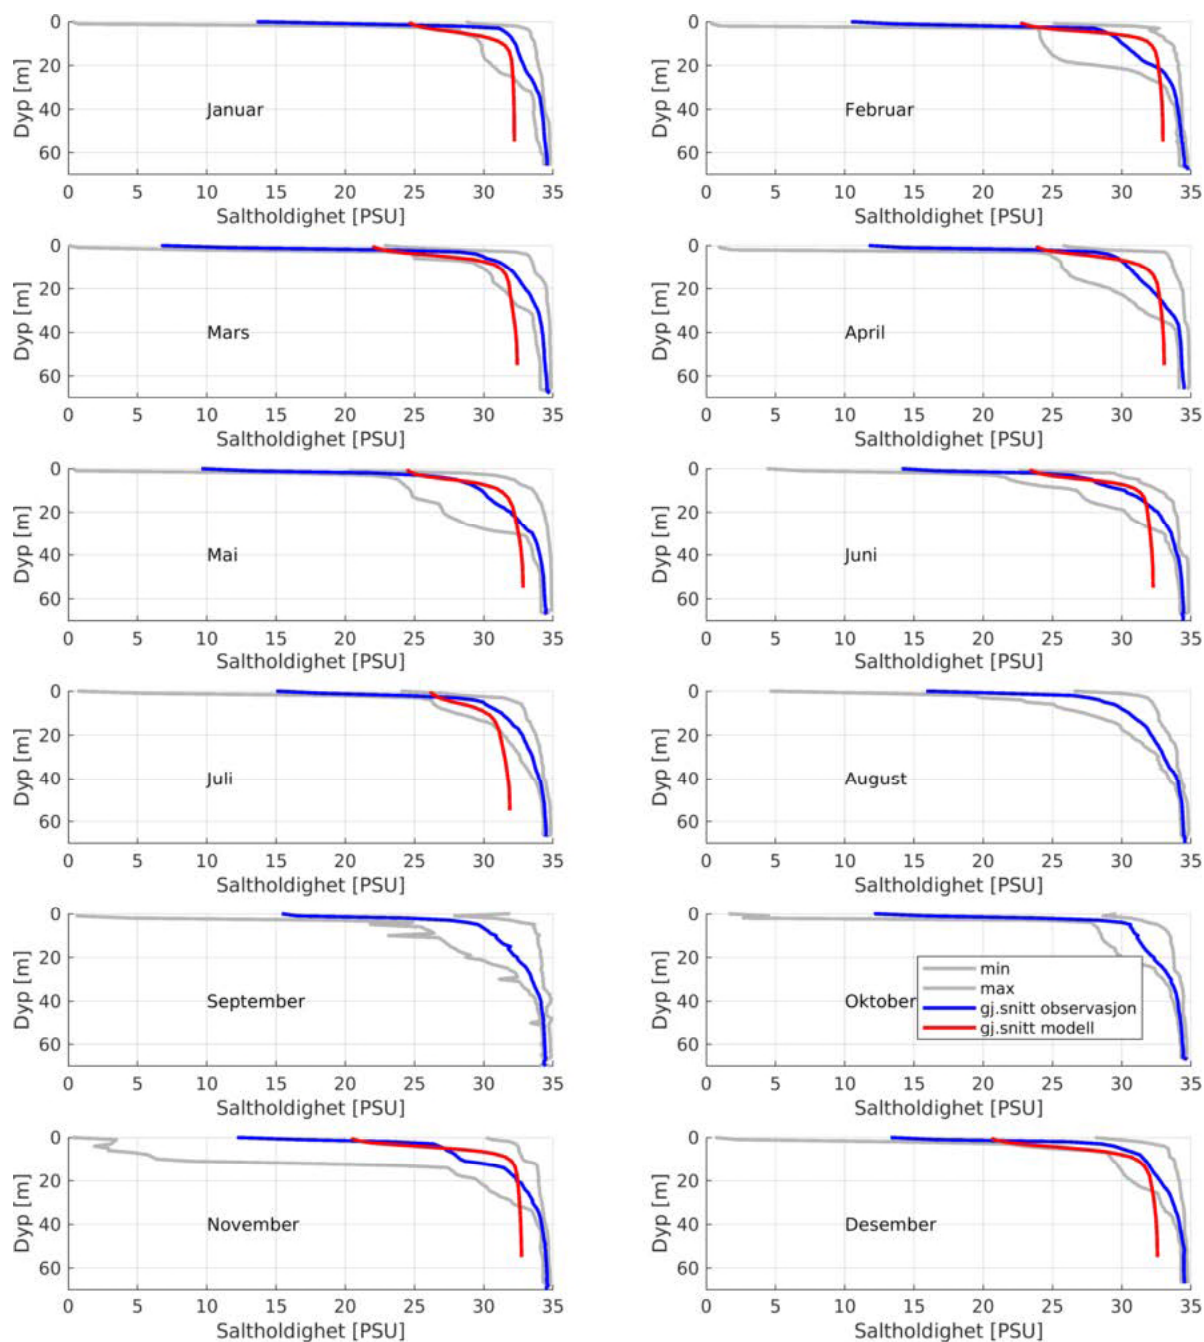 0
20
40
60
Dyp [m]
Januar
0 5 10 15 20 25 30 35
Saltholdighet [PSU]
0
20
40
60
Dyp [m]
Februar
0 5 10 15 20 25 30 35
Saltholdighet [PSU]
0
20
40
60
Dyp [m]
Mars
0 5 10 15 20 25 30 35
Saltholdighet [PSU]
0
20
40
60
Dyp [m]
April
0 5 10 15 20 25 30 35
Saltholdighet [PSU]
0
20
40
60
Dyp [m]
Mai
0 5 10 15 20 25 30 35
Saltholdighet [PSU]
0
20
40
60
Dyp [m]
Juni
0 5 10 15 20 25 30 35
Saltholdighet [PSU]
0
20
40
60
Dyp [m]
Juli
0 5 10 15 20 25 30 35
Saltholdighet [PSU]
0
20
40
60
Dyp [m]
August
0 5 10 15 20 25 30 35
Saltholdighet [PSU]
0
20
40
60
Dyp [m]
September
0 5 10 15 20 25 30 35
Saltholdighet [PSU]
0
20
40
60
Dyp [m]
Oktober
min
max
gj.snitt observasjon
gj.snitt modell
0 5 10 15 20 25 30 35
Saltholdighet [PSU]
0
20
40
60
Dyp [m]
November
0 5 10 15 20 25 30 35
Saltholdighet [PSU]
0
20
40
60
Dyp [m]
Desember
0 5 10 15 20 25 30 35
Saltholdighet [PSU]